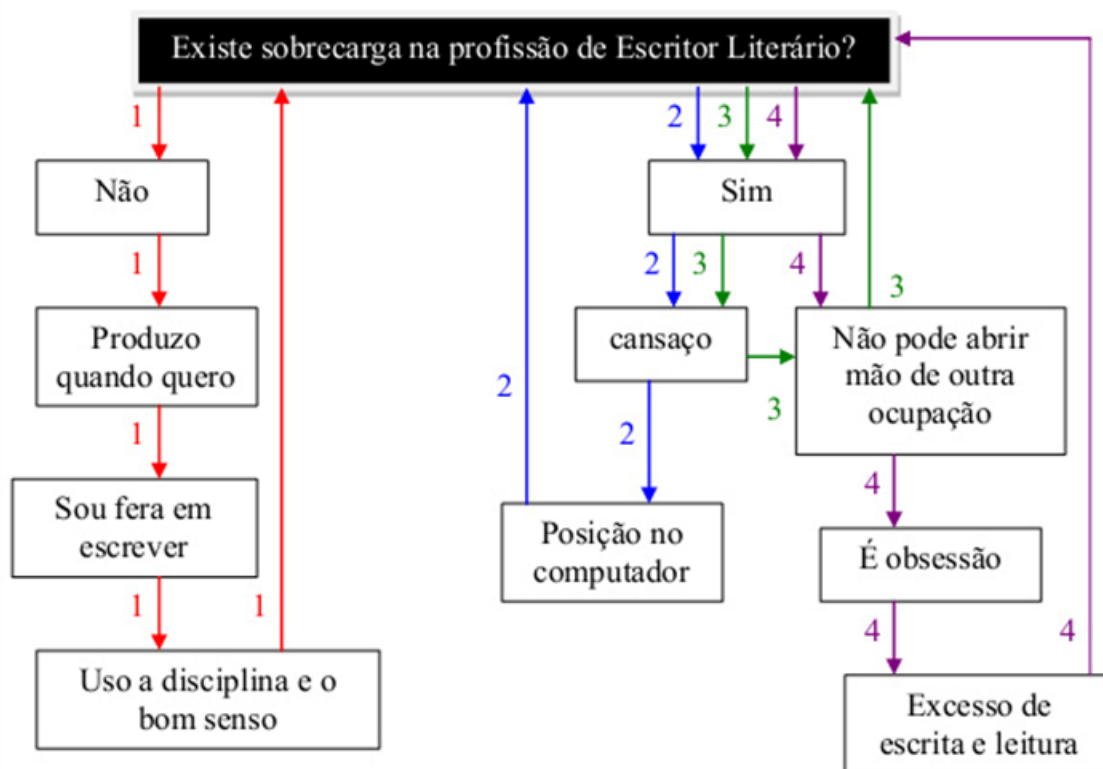 Existe sobrecarga na profissão de Escritor Literário?
1
2
3
4
Não
Sim
1
2
3
4
Produzo
quando quero
cansaço
Não pode abrir
mão de outra
ocupação
3
2
3
1
2
4
Sou fera em
escrever
Posição no
computador
É obsessão
1
1
4
4
Uso a disciplina e o
bom senso
Excesso de
escrita e leitura